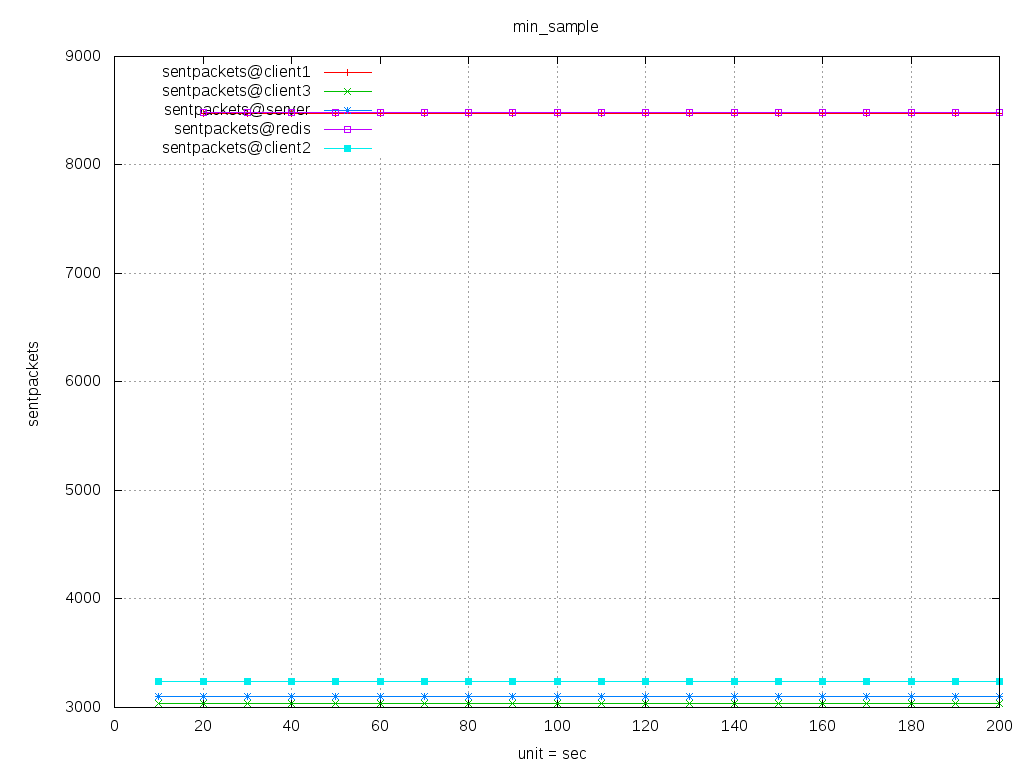 min_sample
9000
8000
7000
6000
5000
4000
3000
sentpackets
sentpackets@client1
sentpackets@client3
sentpackets@server
sentpackets@redis
sentpackets@client2
0 20 40 60 80 100 120 140 160 180 200
unit = sec